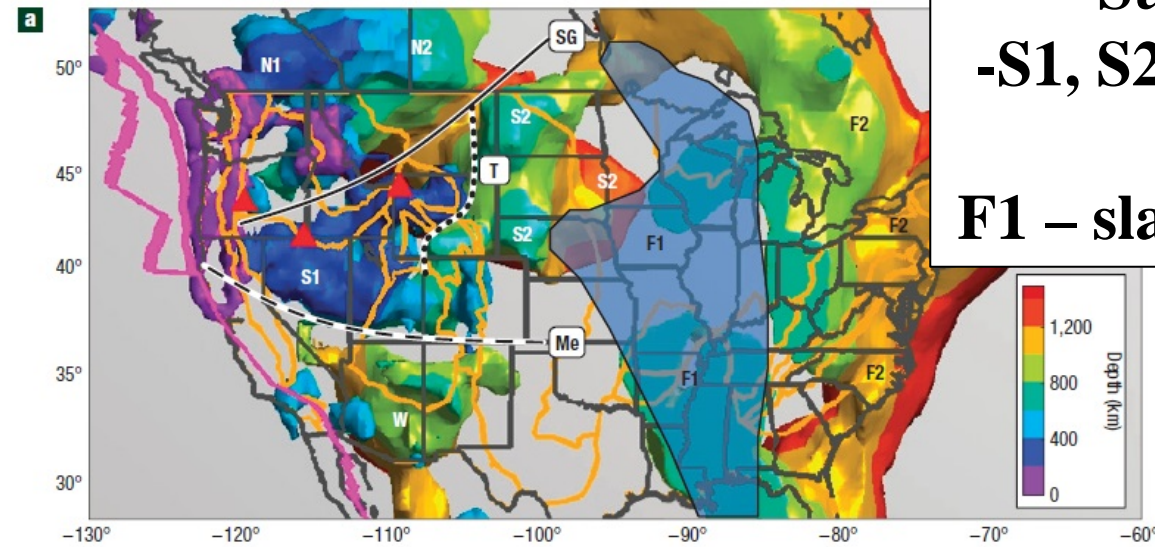 a
Su
-S1, S2
F1 – sla
SG
N1
N2
S2
T
S2
S2
S1
F1
F2
F2
Me
F1
F2
W
50°
45°
40°
35°
30°
1,200
800
400
0
Depth (km)
−130°
−120°
−110°
−100°
−90°
−80°
−70°
−60°